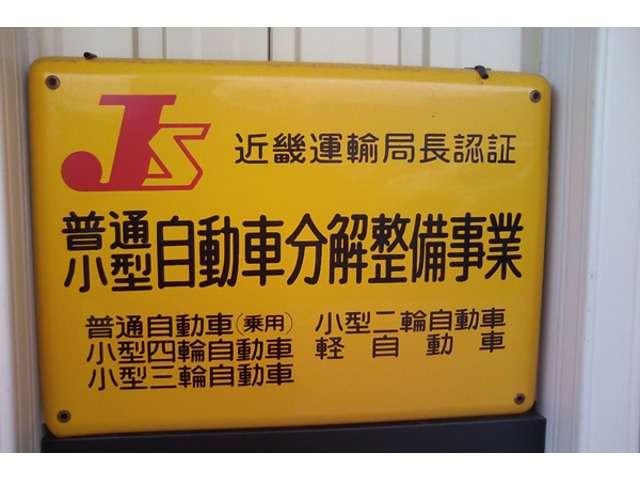 JS 近畿運輸局長認証
普通
小型 自動車分解整備事業
普通自動車(乗用) 小型二輪自動車
小型四輪自動車 軽自動車
小型三輪自動車